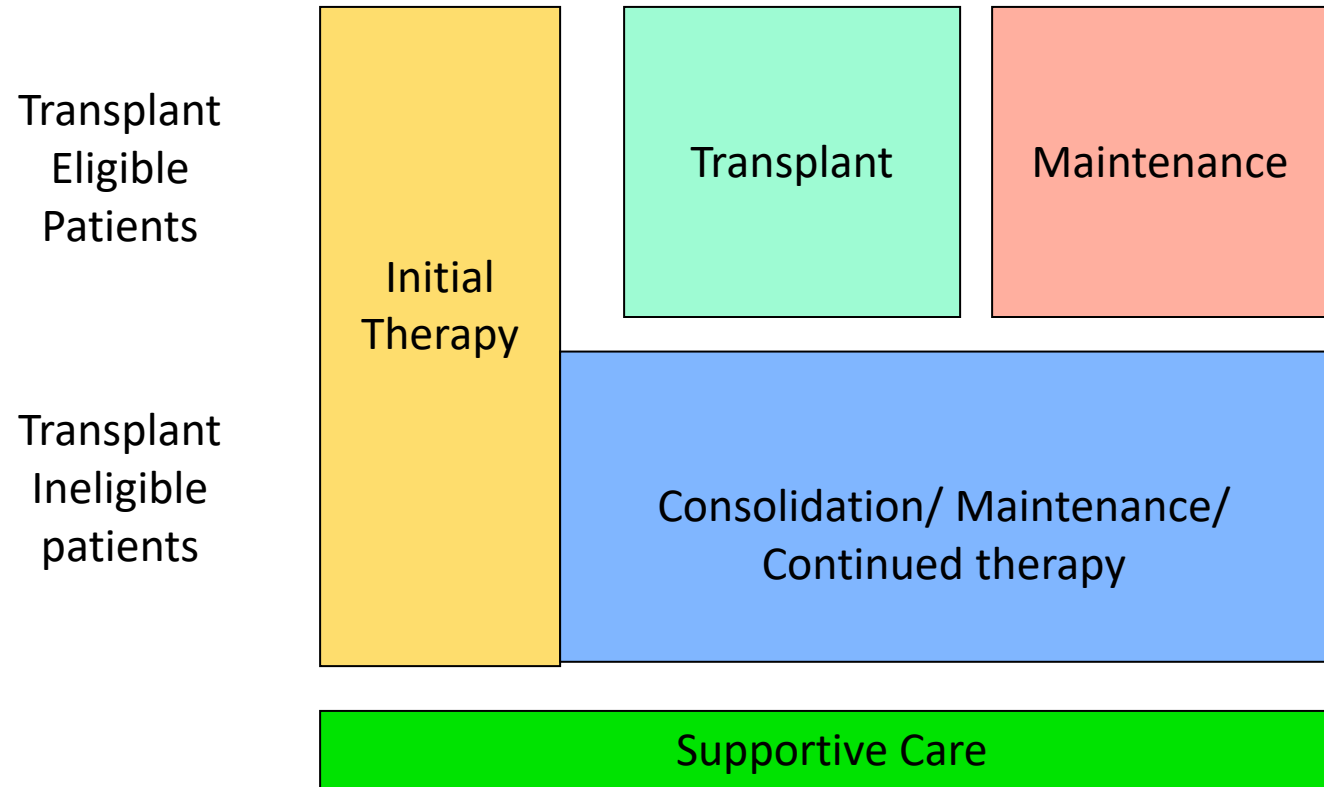 Transplant
Eligible
Patients
Initial
Therapy
Transplant
Maintenance
Transplant
Ineligible
patients
Consolidation/ Maintenance/
Continued therapy
Supportive Care